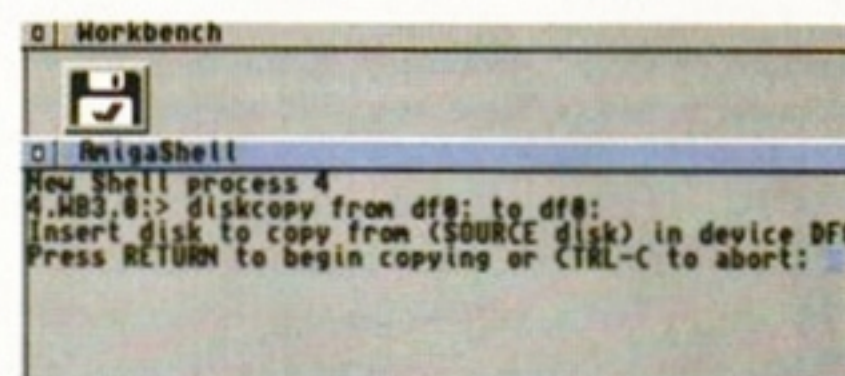 Workbench
AmigaShell
New Shell process 4
4.WB3.0:> diskcopy from df0: to df0:
Insert disk to copy from (SOURCE disk) in device DF0
Press RETURN to begin copying or CTRL-C to abort: